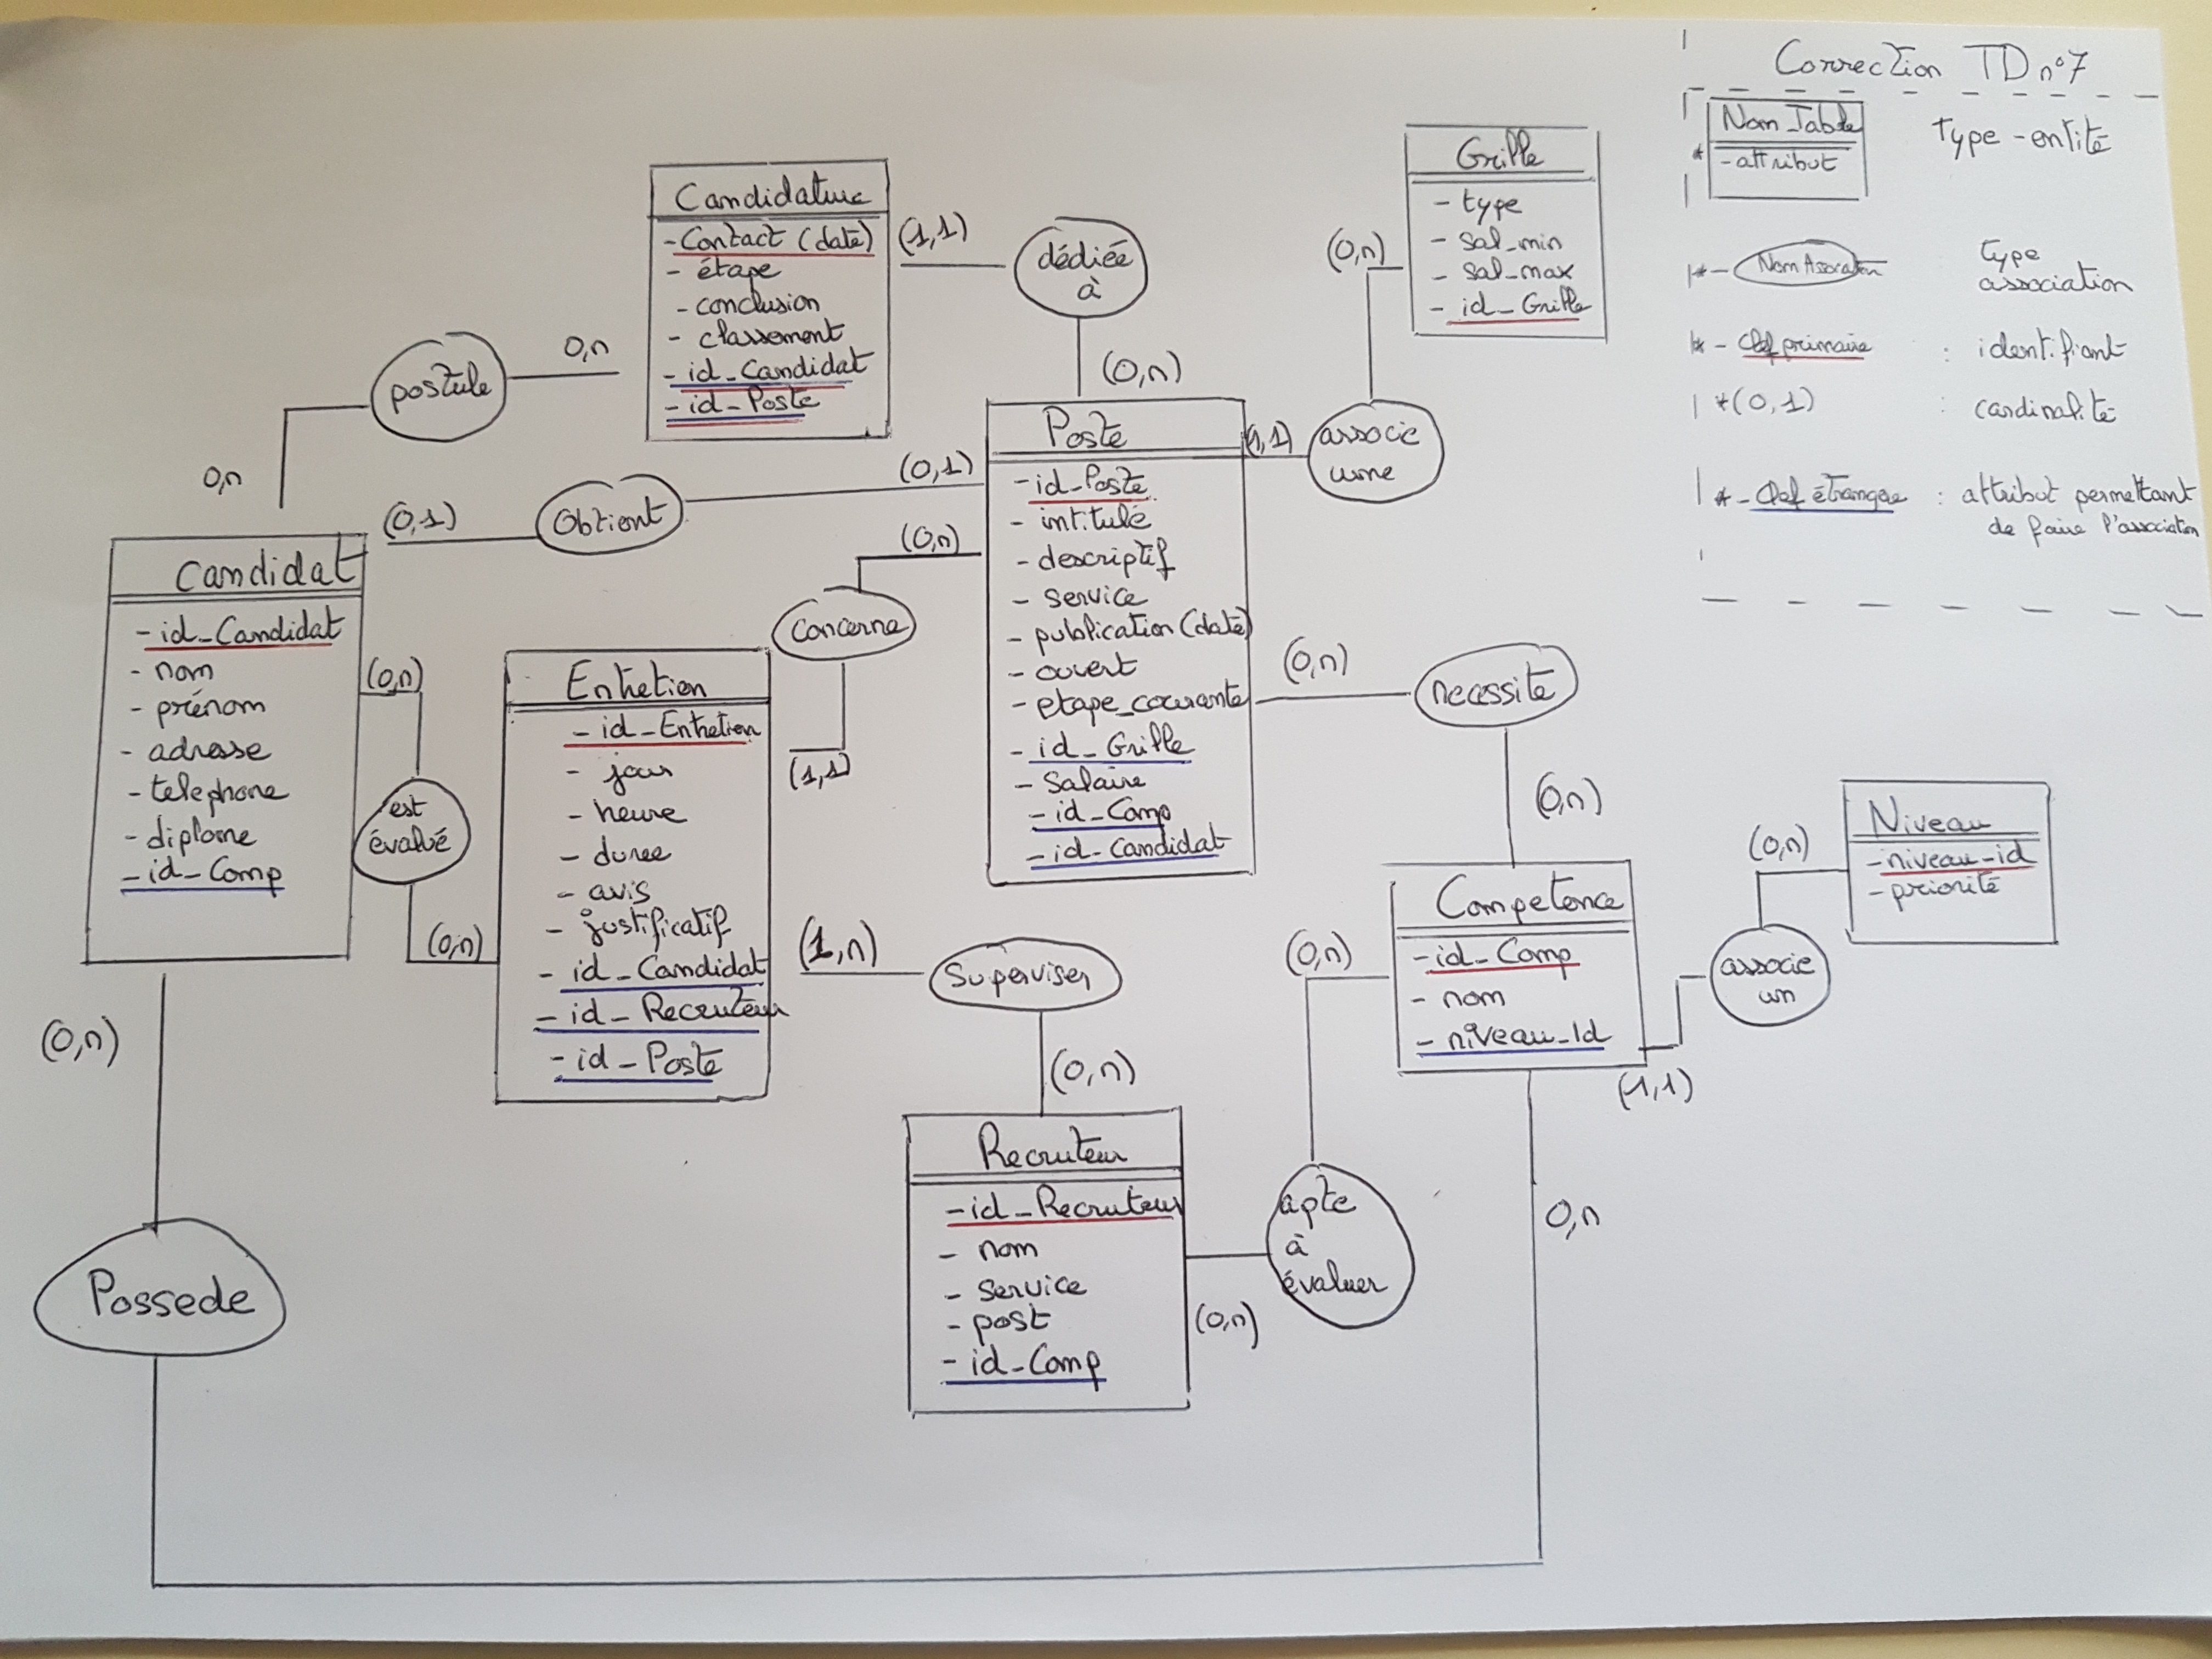 Correction TD n°7
Nom_Table
- attribut
Type-entité
* - Nom Association
type
association
* - Clef primaire : identifiant
* (0,1) : cardinalité
* - Clef étrangère : attribut permettant
de faire l'association
0,n
postule
0,n
Candidature
- Contact (date)
- étape
- conclusion
- classement
- id_Candidat
- id_Poste
(1,1)
dédiée
à
(0,n)
Grille
- type
- sal_min
- sal_max
- id_Grille
(0,n)
associe
une
(1,1)
Candidat
- id_Candidat
- nom
- prénom
- adresse
- telephone
- diplome
- id_Comp
(0,1)
Obtient
(0,1)
(0,n)
est
évalué
(0,n)
Entretien
- id_Entretien
- jour
- heure
- duree
- avis
- justificatif
- id_Candidat
- id_Recruteur
- id_Poste
(1,1)
Concerne
(0,n)
Poste
- id_Poste
- intitulé
- descriptif
- service
- publication (date)
- ouvert
- etape_courante
- id_Grille
- Salaire
- id_Comp
- id_Candidat
(0,n)
necessite
(0,n)
(1,n)
Superviser
(0,n)
Recruteur
- id_Recruteur
- nom
- service
- post
- id_Comp
(0,n)
apte
à
évaluer
(0,n)
Competence
- id_Comp
- nom
- niveau_Id
(1,1)
associe
un
(0,n)
Niveau
- niveau_id
- priorité
(0,n)
Possede
0,n